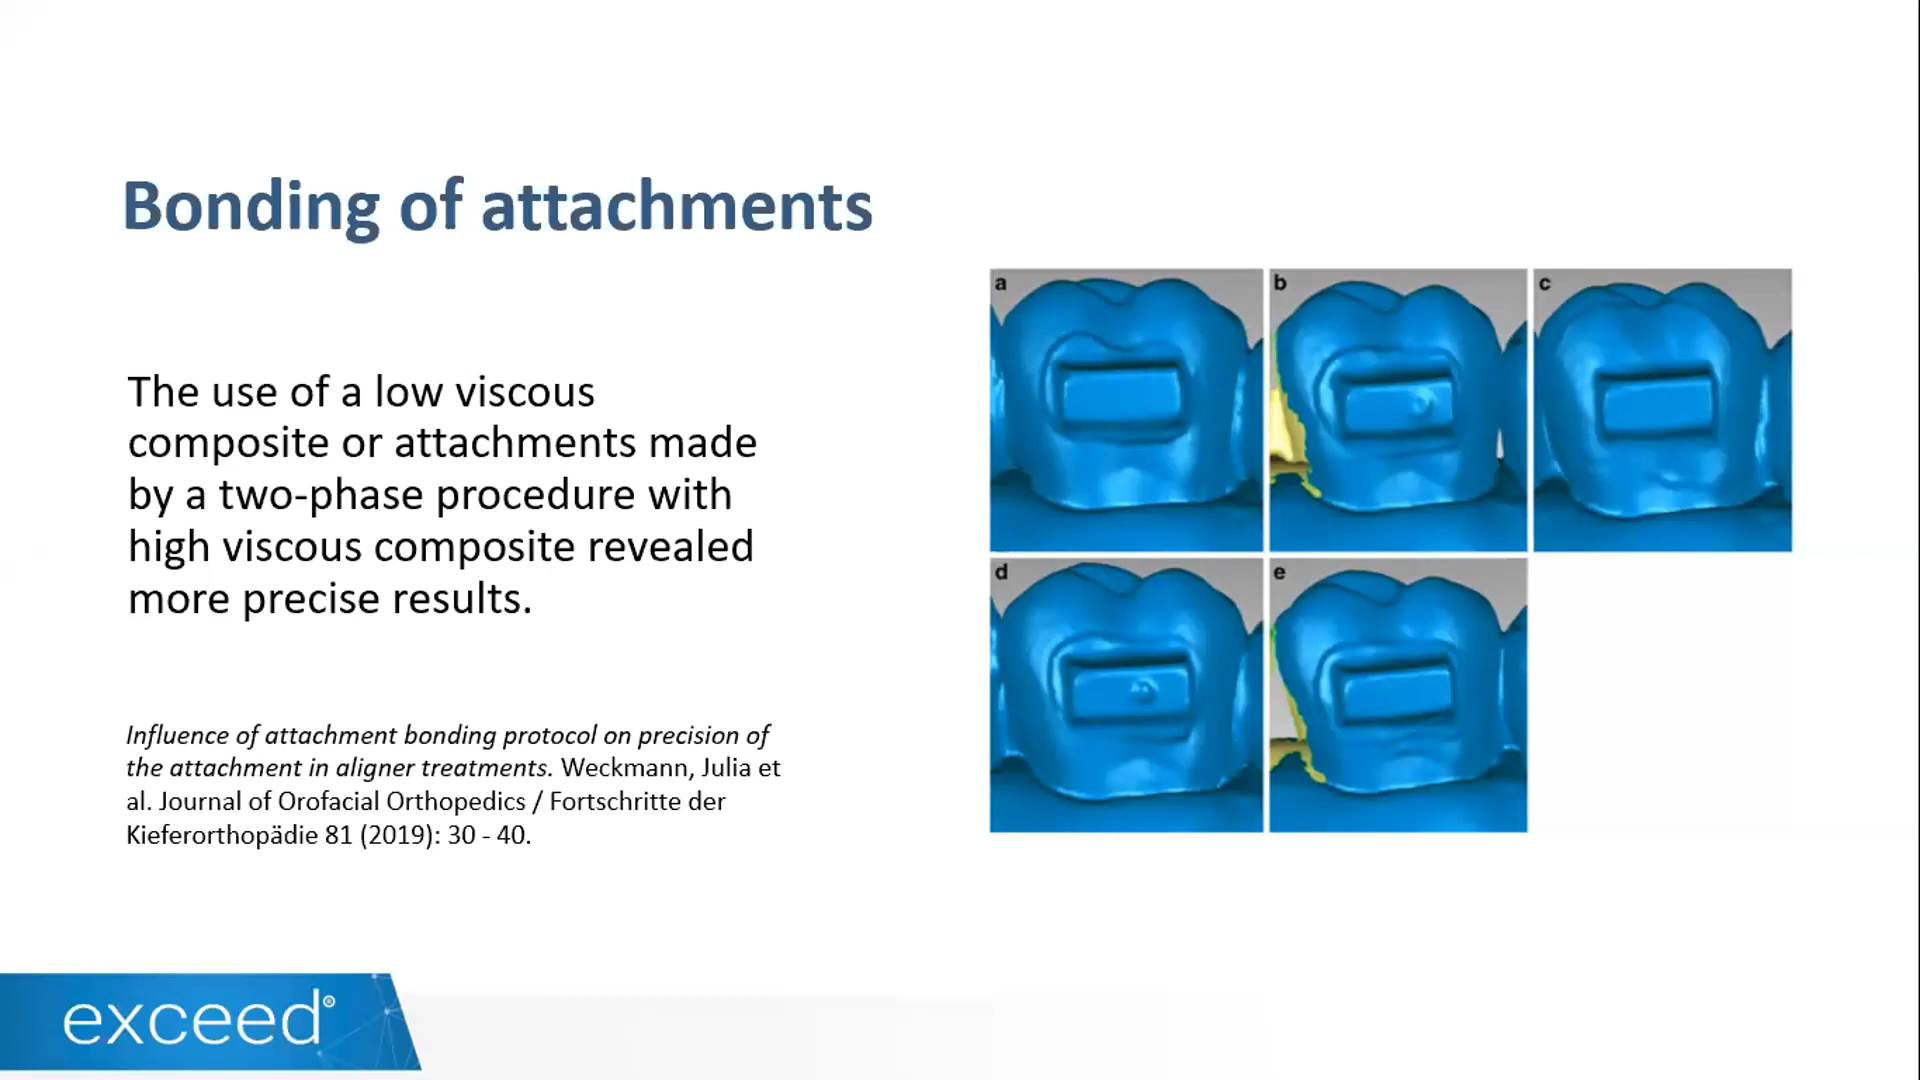 Bonding of attachments
The use of a low viscous
composite or attachments made
by a two-phase procedure with
high viscous composite revealed
more precise results.
Influence of attachment bonding protocol on precision of
the attachment in aligner treatments. Weckmann, Julia et
al. Journal of Orofacial Orthopedics / Fortschritte der
Kieferorthopädie 81 (2019): 30 - 40.
a
b
c
d
e
exceed®